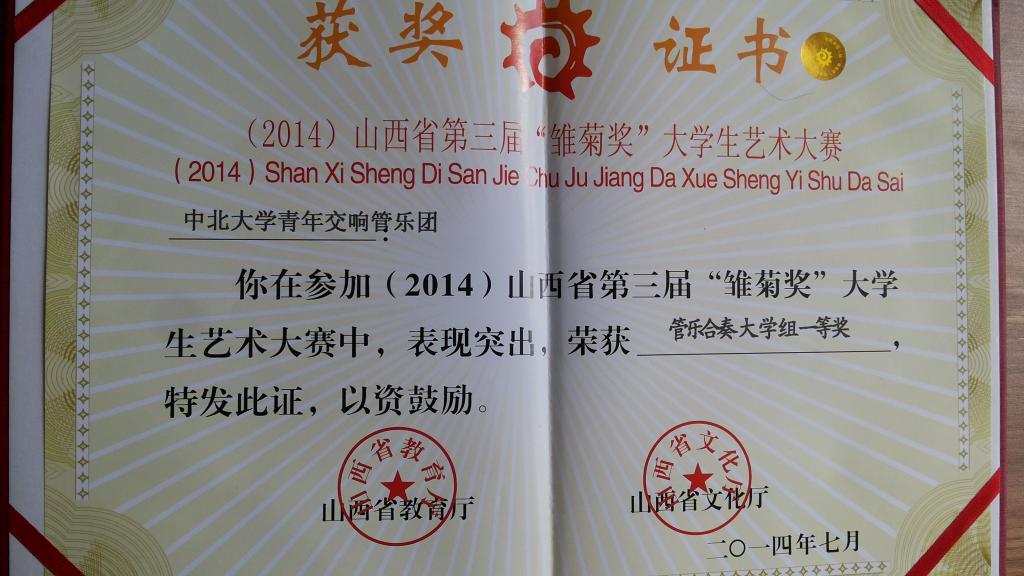 获奖证书
（2014）山西省第三届“雏菊奖”大学生艺术大赛
（2014）Shan Xi Sheng Di San Jie Chu Ju Jiang Da Xue Sheng Yi Shu Da Sai
中北大学青年交响管乐团：
你在参加（2014）山西省第三届“雏菊奖”大学
生艺术大赛中，表现突出，荣获管乐合奏大学组一等奖，
特发此证，以资鼓励。
山西省教育厅
山西省文化厅
山西省教育厅
山西省文化厅
二〇一四年七月